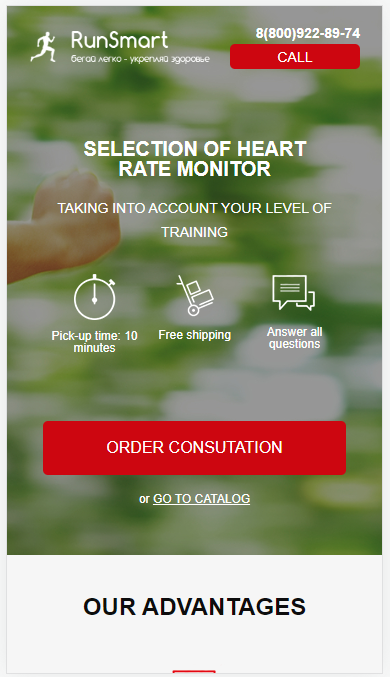 RunSmart
бегай легко - укрепляй здоровье
8(800)922-89-74
CALL
SELECTION OF HEART
RATE MONITOR
TAKING INTO ACCOUNT YOUR LEVEL OF
TRAINING
Pick-up time: 10
minutes
Free shipping
Answer all
questions
ORDER CONSUTATION
or GO TO CATALOG
OUR ADVANTAGES